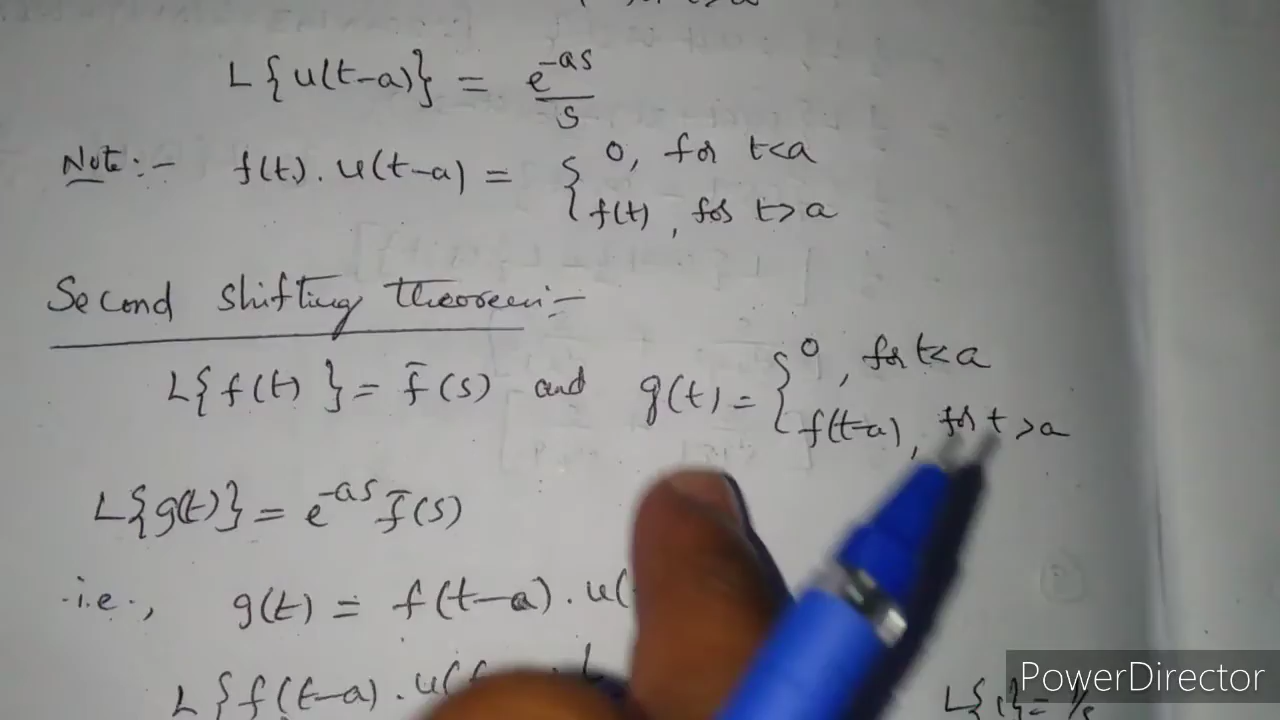 L{u(t-a)} = e^-as / s
Note:- f(t). u(t-a) = { 0, for t<a
f(t), for t>a
Second shifting theorem:-
L{f(t)} = f̄(s) and g(t) = { 0, for t<a
f(t-a), for t>a
L{g(t)} = e^-as f̄(s)
i.e., g(t) = f(t-a). u(
L{f(t-a). u(
L{1} = 1/s
PowerDirector